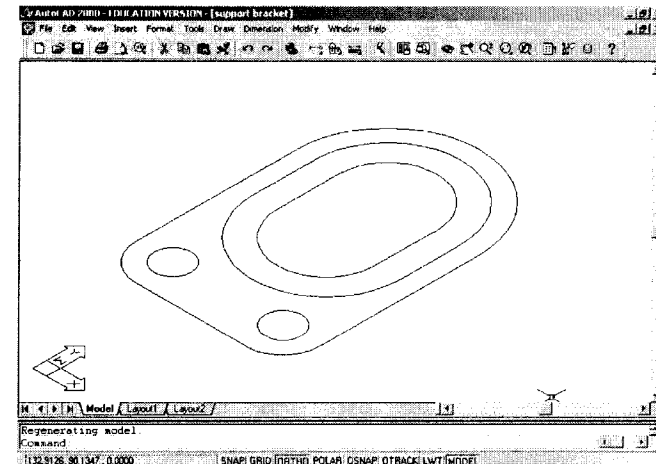 AutoCAD 2000 - EDUCATION VERSION - [support bracket]
File Edit View Insert Format Tools Draw Dimension Modify Window Help
Y
W
X
Model Layout1 Layout2
Regenerating model.
Command
132.9126, 90.1347, 0.0000 SNAP GRID ORTHO POLAR OSNAP OTRACK LWT MODEL